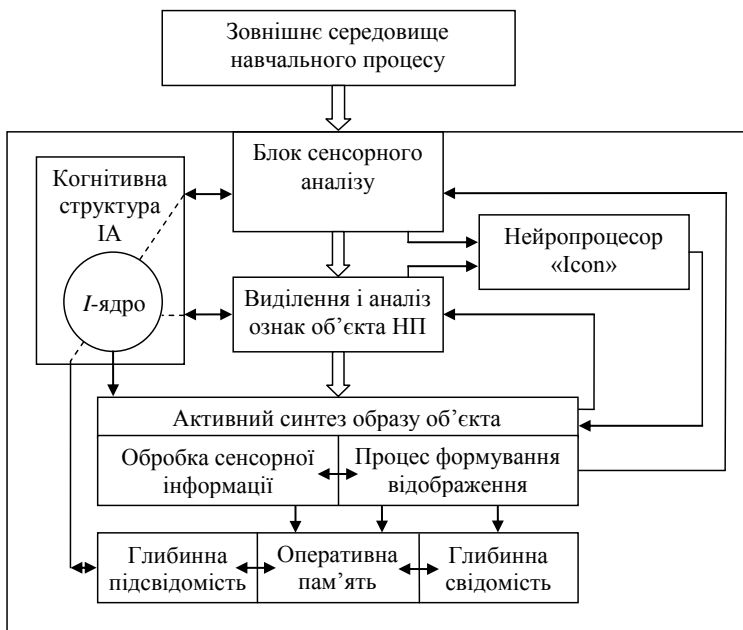 Зовнішнє середовище
навчального процесу
Блок сенсорного
аналізу
Когнітивна
структура
ІА
І-ядро
Нейропроцесор
«Icon»
Виділення і аналіз
ознак об’єкта НП
Активний синтез образу об’єкта
Обробка сенсорної
інформації
Процес формування
відображення
Глибинна
підсвідомість
Оперативна
пам’ять
Глибинна
свідомість